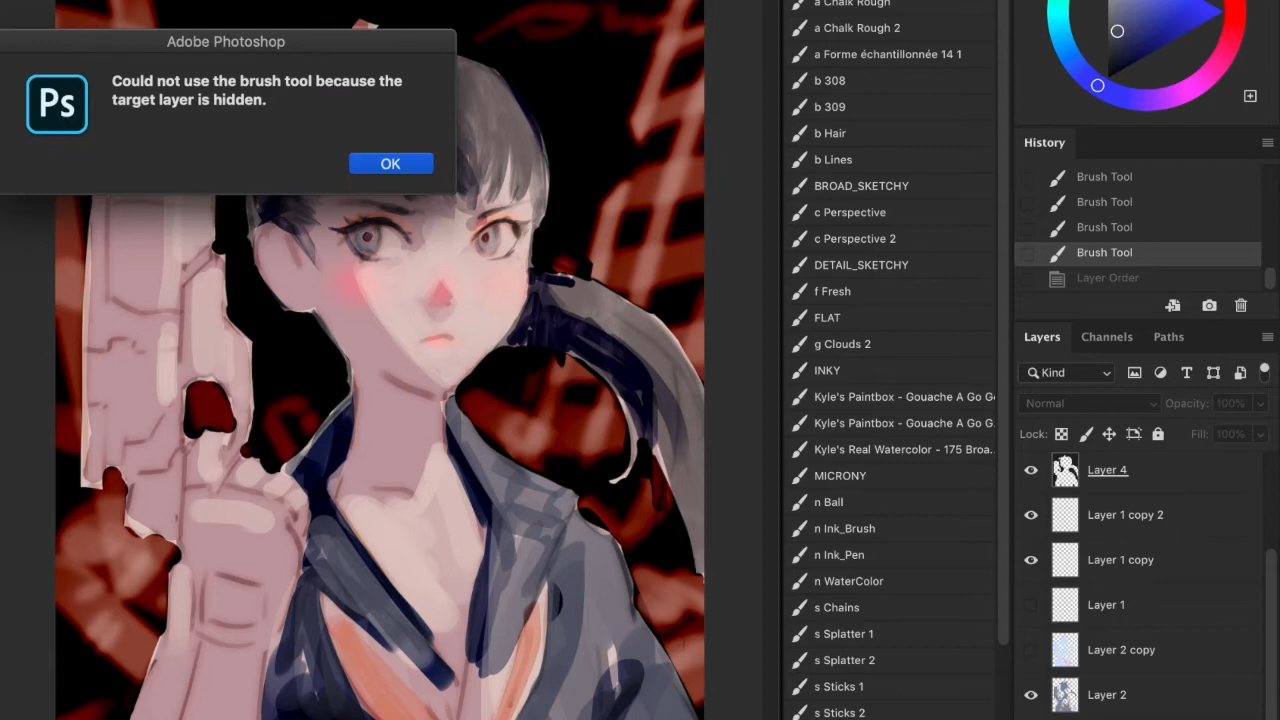 Adobe Photoshop
Could not use the brush tool because the
target layer is hidden.
Ps
OK
a Chalk Rough
a Chalk Rough 2
a Forme échantillonnée 14 1
b 308
b 309
b Hair
b Lines
BROAD_SKETCHY
c Perspective
c Perspective 2
DETAIL_SKETCHY
f Fresh
FLAT
g Clouds 2
INKY
Kyle's Paintbox - Gouache A Go Go
Kyle's Paintbox - Gouache A Go G.
Kyle's Real Watercolor - 175 Broa..
MICRONY
n Ball
n Ink_Brush
n Ink_Pen
n WaterColor
s Chains
s Splatter 1
s Splatter 2
s Sticks 1
s Sticks 2
History
Brush Tool
Brush Tool
Brush Tool
Brush Tool
Layer Order
Layers Channels Paths
Kind
Normal Opacity: 100%
Lock: Fill: 100%
Layer 4
Layer 1 copy 2
Layer 1 copy
Layer 1
Layer 2 copy
Layer 2